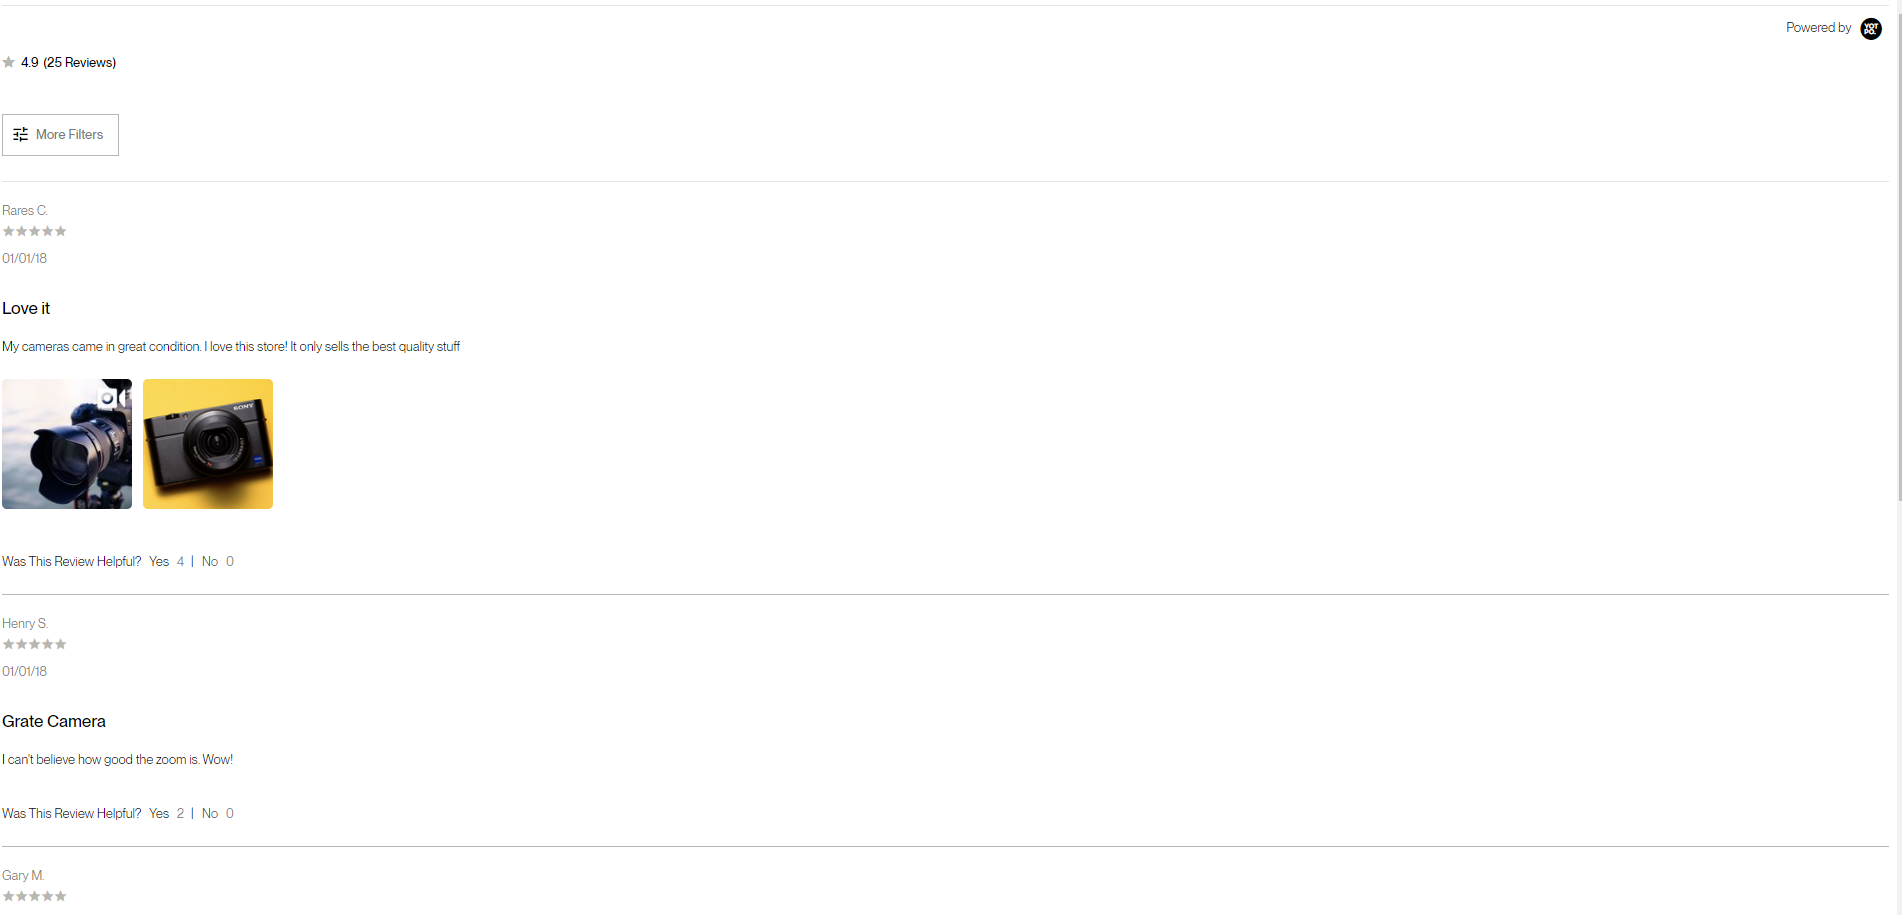 Powered by YOTPO.
4.9 (25 Reviews)
More Filters
Rares C.
01/01/18
Love it
My cameras came in great condition. I love this store! It only sells the best quality stuff
SONY
Was This Review Helpful? Yes 4 | No 0
Henry S.
01/01/18
Grate Camera
I can't believe how good the zoom is. Wow!
Was This Review Helpful? Yes 2 | No 0
Gary M.